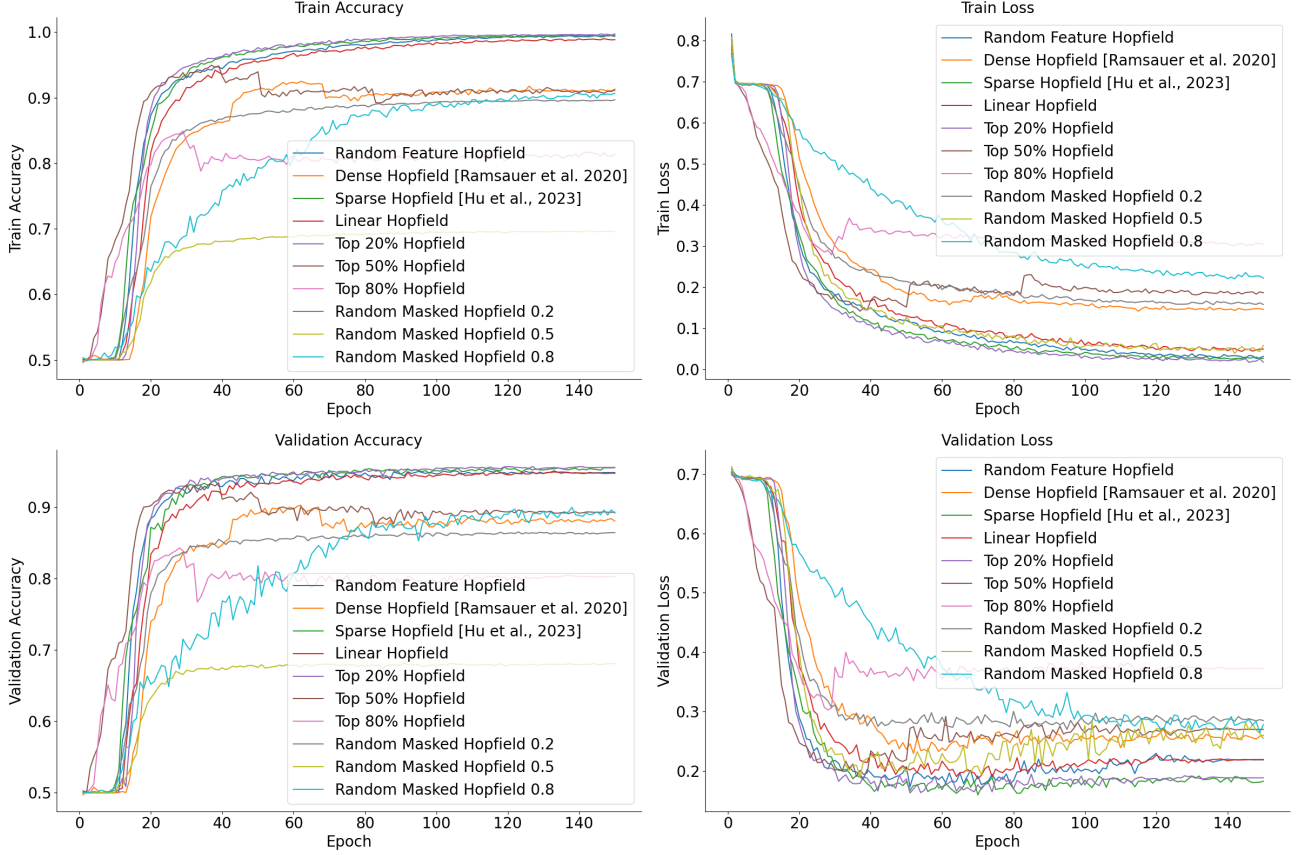 Train Accuracy
Train Accuracy
1.0
0.9
0.8
0.7
0.6
0.5
0 20 40 60 80 100 120 140
Epoch
Random Feature Hopfield
Dense Hopfield [Ramsauer et al. 2020]
Sparse Hopfield [Hu et al., 2023]
Linear Hopfield
Top 20% Hopfield
Top 50% Hopfield
Top 80% Hopfield
Random Masked Hopfield 0.2
Random Masked Hopfield 0.5
Random Masked Hopfield 0.8
Train Loss
Train Loss
0.8
0.7
0.6
0.5
0.4
0.3
0.2
0.1
0.0
0 20 40 60 80 100 120 140
Epoch
Random Feature Hopfield
Dense Hopfield [Ramsauer et al. 2020]
Sparse Hopfield [Hu et al., 2023]
Linear Hopfield
Top 20% Hopfield
Top 50% Hopfield
Top 80% Hopfield
Random Masked Hopfield 0.2
Random Masked Hopfield 0.5
Random Masked Hopfield 0.8
Validation Accuracy
Validation Accuracy
0.9
0.8
0.7
0.6
0.5
0 20 40 60 80 100 120 140
Epoch
Random Feature Hopfield
Dense Hopfield [Ramsauer et al. 2020]
Sparse Hopfield [Hu et al., 2023]
Linear Hopfield
Top 20% Hopfield
Top 50% Hopfield
Top 80% Hopfield
Random Masked Hopfield 0.2
Random Masked Hopfield 0.5
Random Masked Hopfield 0.8
Validation Loss
Validation Loss
0.7
0.6
0.5
0.4
0.3
0.2
0 20 40 60 80 100 120 140
Epoch
Random Feature Hopfield
Dense Hopfield [Ramsauer et al. 2020]
Sparse Hopfield [Hu et al., 2023]
Linear Hopfield
Top 20% Hopfield
Top 50% Hopfield
Top 80% Hopfield
Random Masked Hopfield 0.2
Random Masked Hopfield 0.5
Random Masked Hopfield 0.8